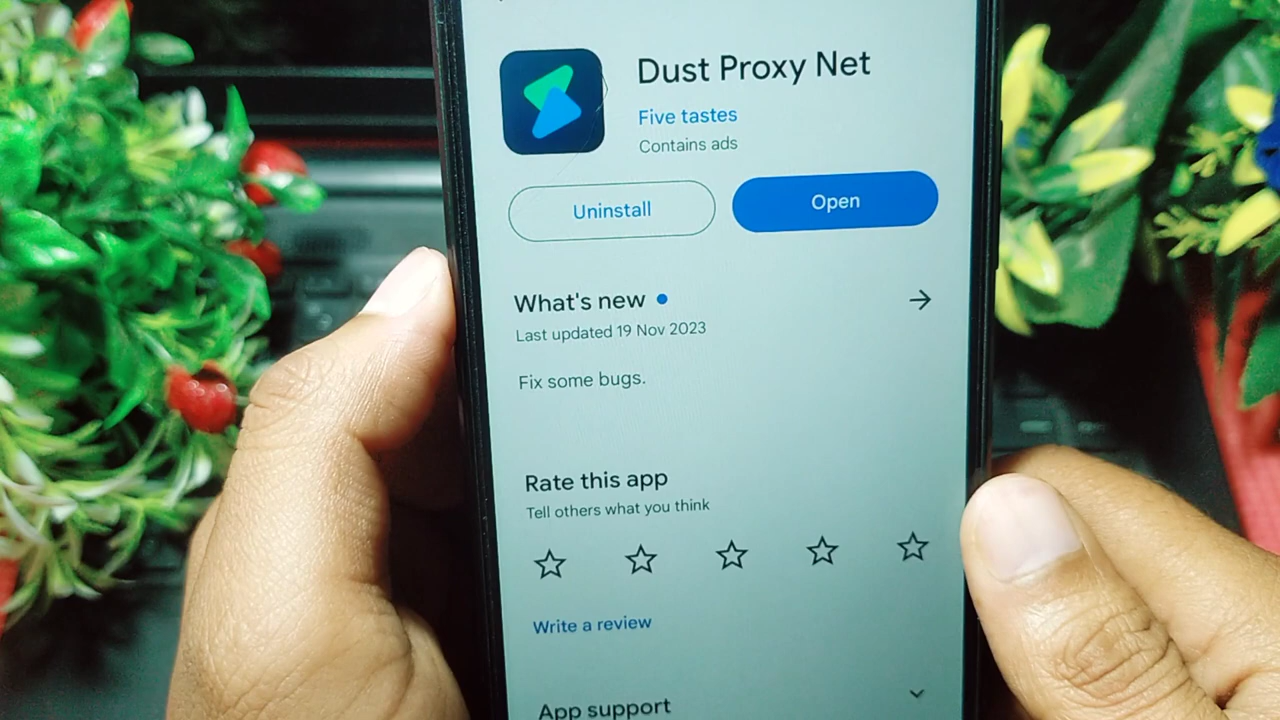 Dust Proxy Net
Five tastes
Contains ads
Uninstall
Open
What's new
Last updated 19 Nov 2023
Fix some bugs.
Rate this app
Tell others what you think
Write a review
App support